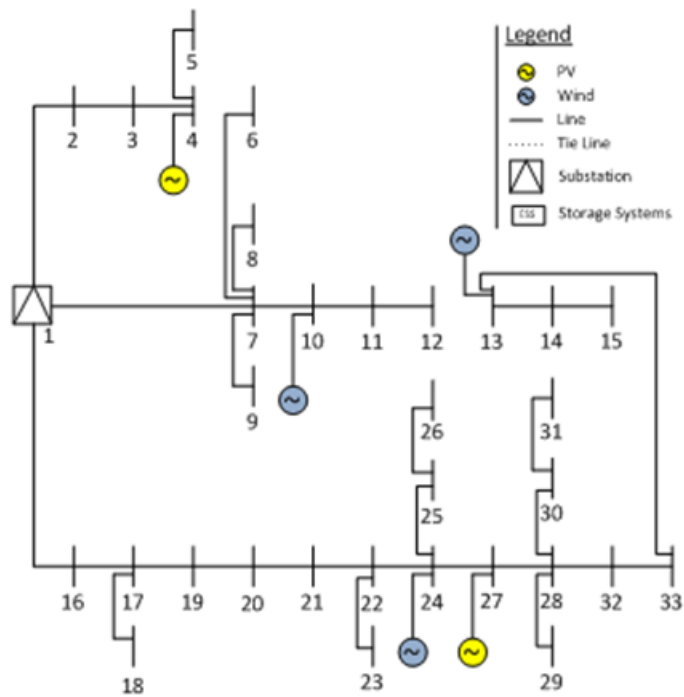 Legend
PV
Wind
Line
Tie Line
Substation
ESS Storage Systems
5
2 3 4 6
8
1
7 10 11 12 13 14 15
9
26 31
25 30
16 17 19 20 21 22 24 27 28 32 33
18 23 29